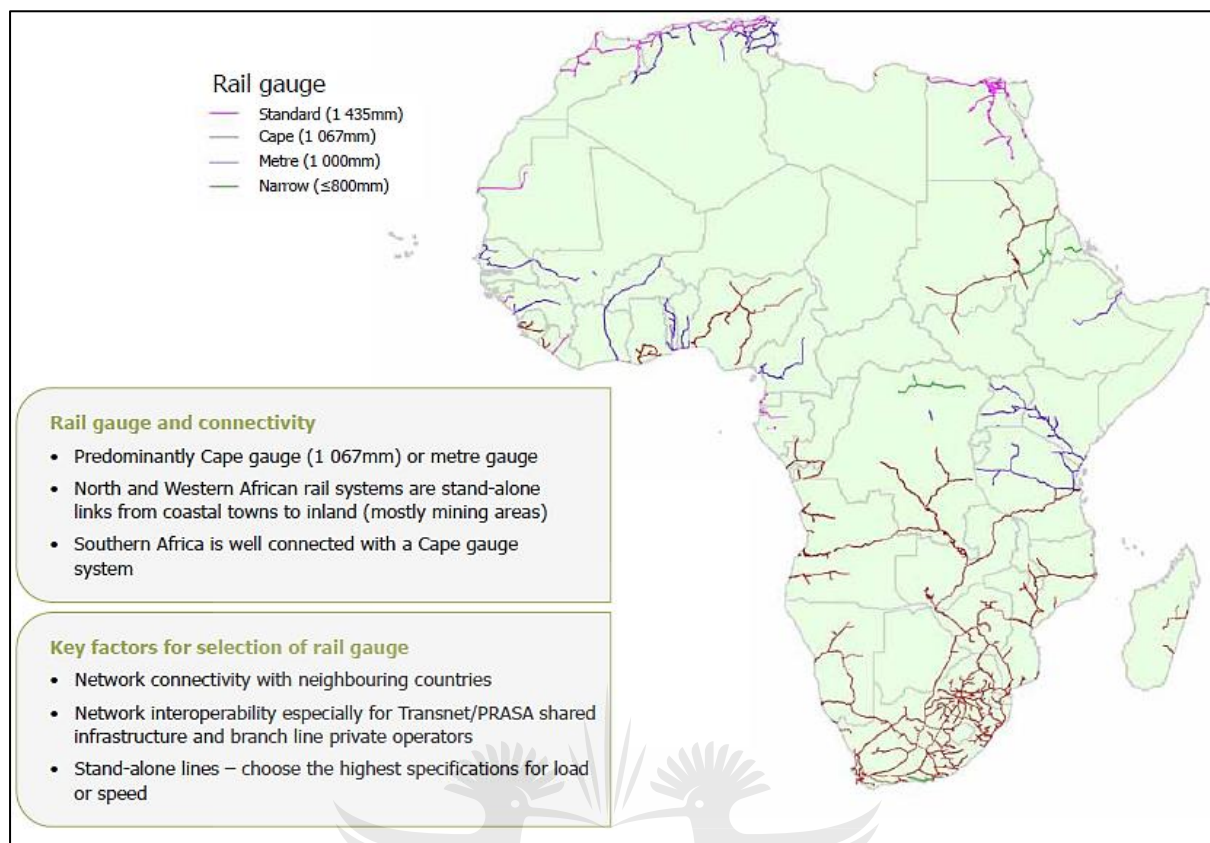 Rail gauge
Standard (1 435mm)
Cape (1 067mm)
Metre (1 000mm)
Narrow (≤800mm)
Rail gauge and connectivity
• Predominantly Cape gauge (1 067mm) or metre gauge
• North and Western African rail systems are stand-alone
links from coastal towns to inland (mostly mining areas)
• Southern Africa is well connected with a Cape gauge
system
Key factors for selection of rail gauge
• Network connectivity with neighbouring countries
• Network interoperability especially for Transnet/PRASA shared
infrastructure and branch line private operators
• Stand-alone lines – choose the highest specifications for load
or speed